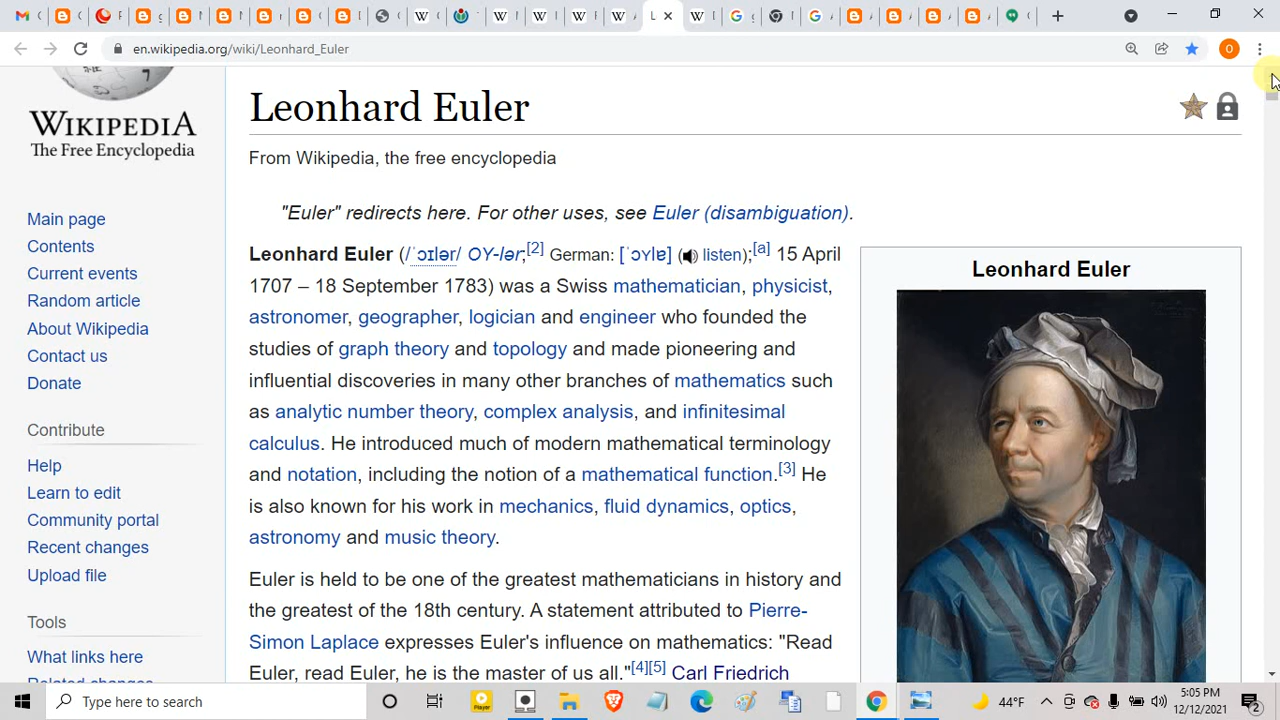 en.wikipedia.org/wiki/Leonhard_Euler
O
WIKIPEDIA
The Free Encyclopedia
Main page
Contents
Current events
Random article
About Wikipedia
Contact us
Donate
Contribute
Help
Learn to edit
Community portal
Recent changes
Upload file
Tools
What links here
Related changes
Leonhard Euler
From Wikipedia, the free encyclopedia
"Euler" redirects here. For other uses, see Euler (disambiguation).
Leonhard Euler (/ˈɔɪlər/ OY-lər;[2] German: [ˈɔʏlɐ] (listen);[a] 15 April
1707 – 18 September 1783) was a Swiss mathematician, physicist,
astronomer, geographer, logician and engineer who founded the
studies of graph theory and topology and made pioneering and
influential discoveries in many other branches of mathematics such
as analytic number theory, complex analysis, and infinitesimal
calculus. He introduced much of modern mathematical terminology
and notation, including the notion of a mathematical function.[3] He
is also known for his work in mechanics, fluid dynamics, optics,
astronomy and music theory.
Euler is held to be one of the greatest mathematicians in history and
the greatest of the 18th century. A statement attributed to Pierre-
Simon Laplace expresses Euler's influence on mathematics: "Read
Euler, read Euler, he is the master of us all."[4][5] Carl Friedrich
Leonhard Euler
Type here to search
Player
44°F
5:05 PM
12/12/2021
2